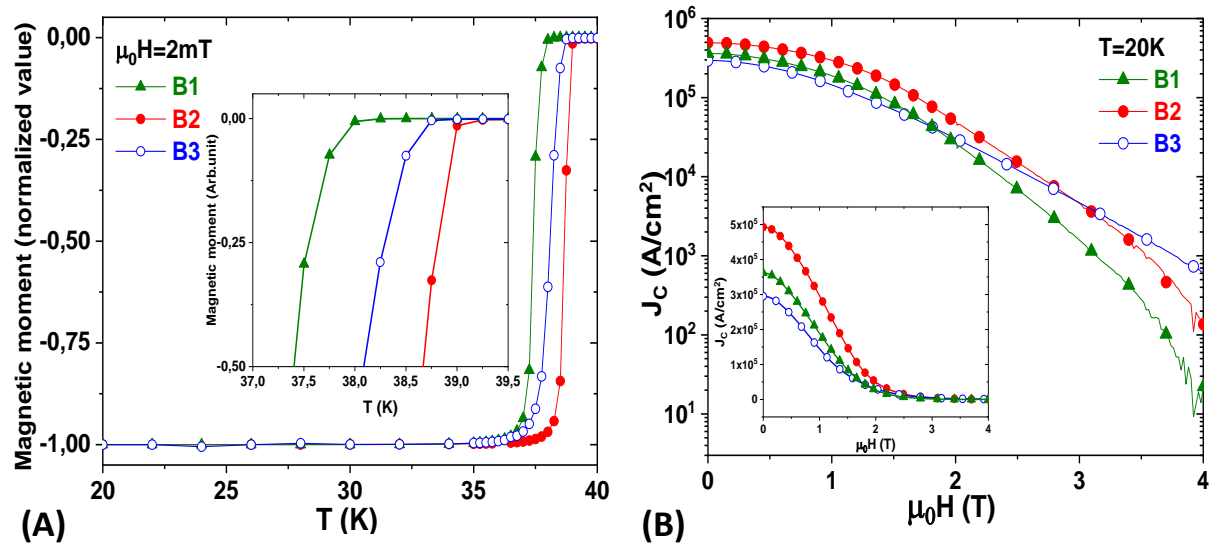 0,00
-0,25
-0,50
-0,75
-1,00
Magnetic moment (normalized value)
μ₀H=2mT
B1
B2
B3
0,00
-0,25
-0,50
Magnetic moment (Arb.unit)
37,0 37,5 38,0 38,5 39,0 39,5
T (K)
20 25 30 35 40
T (K)
(A)
10⁶
10⁵
10⁴
10³
10²
10¹
J_C (A/cm²)
T=20K
B1
B2
B3
5x10⁵
4x10⁵
3x10⁵
2x10⁵
1x10⁵
0
J_C (A/cm²)
0 1 2 3 4
μ₀H (T)
0 1 2 3 4
μ₀H (T)
(B)